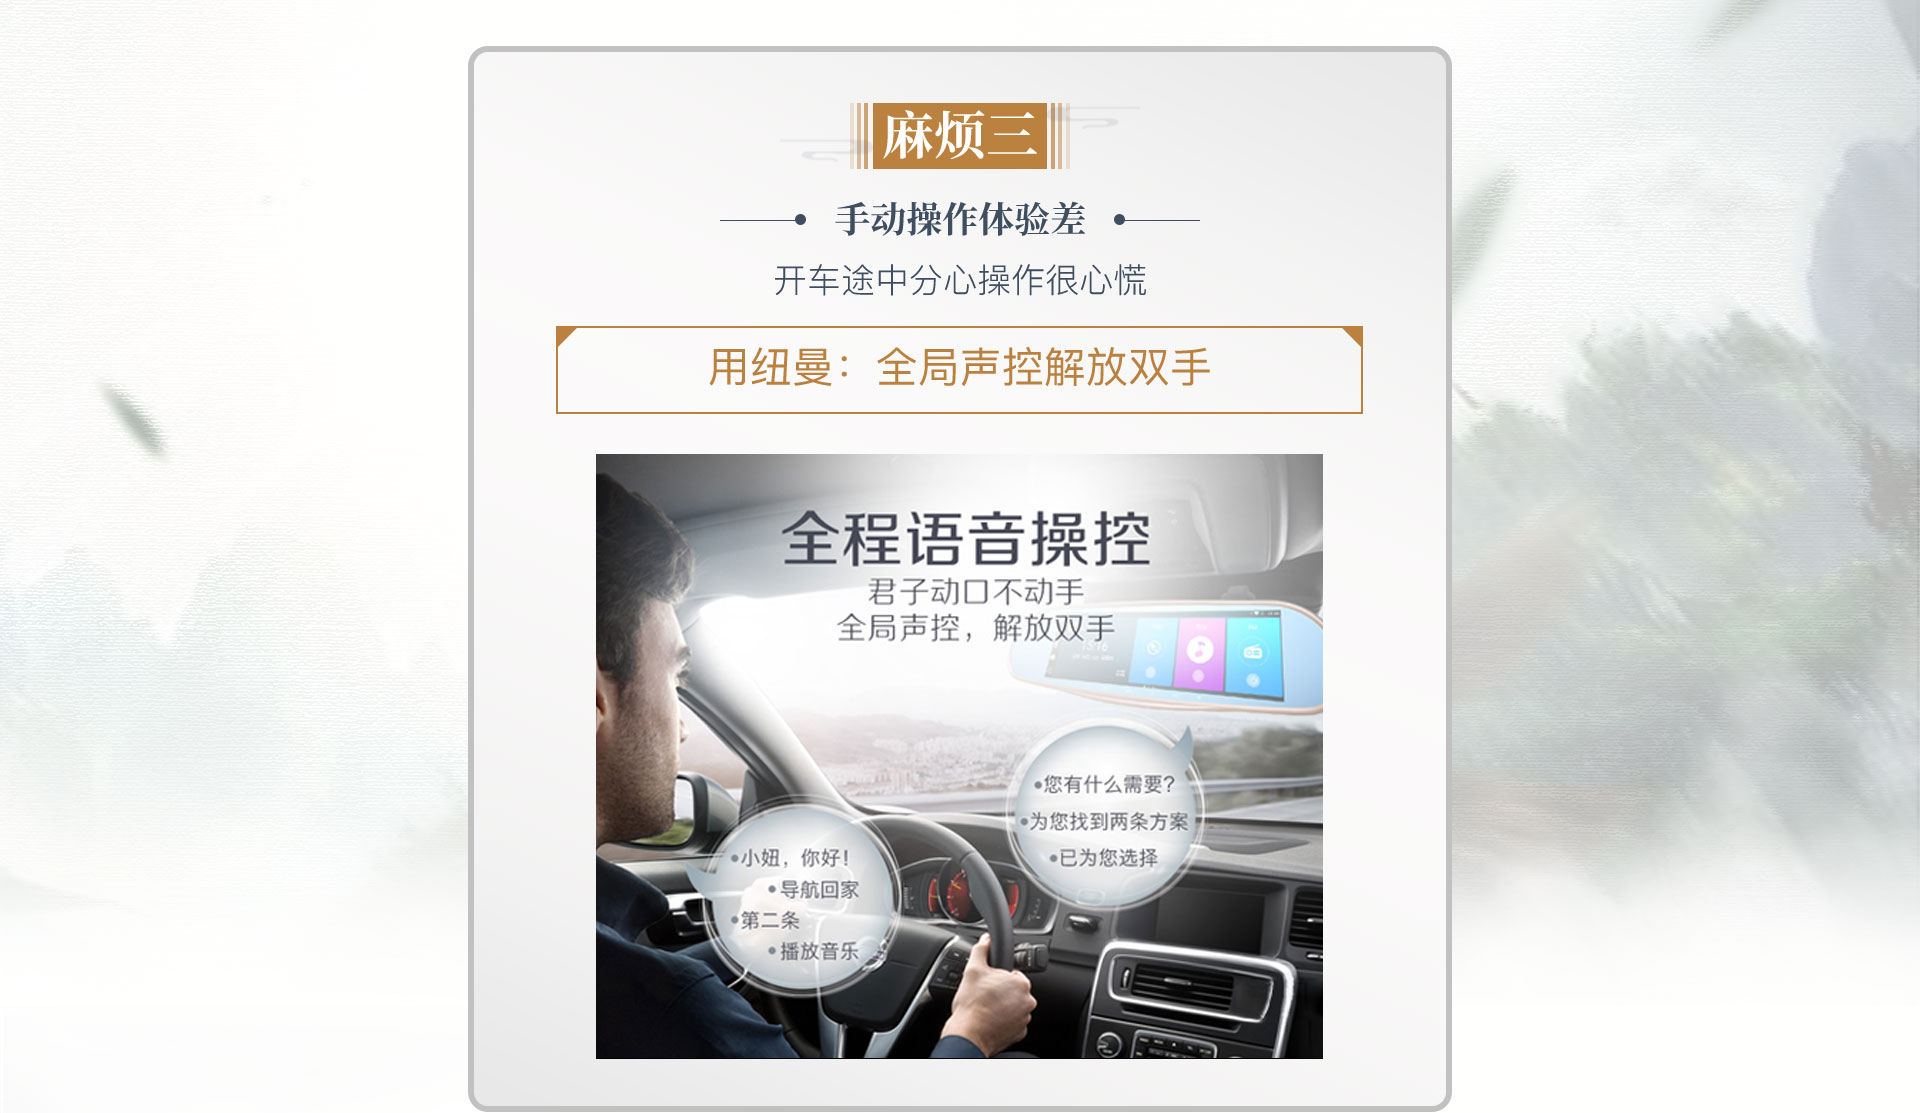 麻烦三
手动操作体验差
开车途中分心操作很心慌
用纽曼：全局声控解放双手
全程语音操控
君子动口不动手
全局声控，解放双手
•您有什么需要?
•为您找到两条方案
•已为您选择
•小妞，你好!
•导航回家
•第二条
•播放音乐